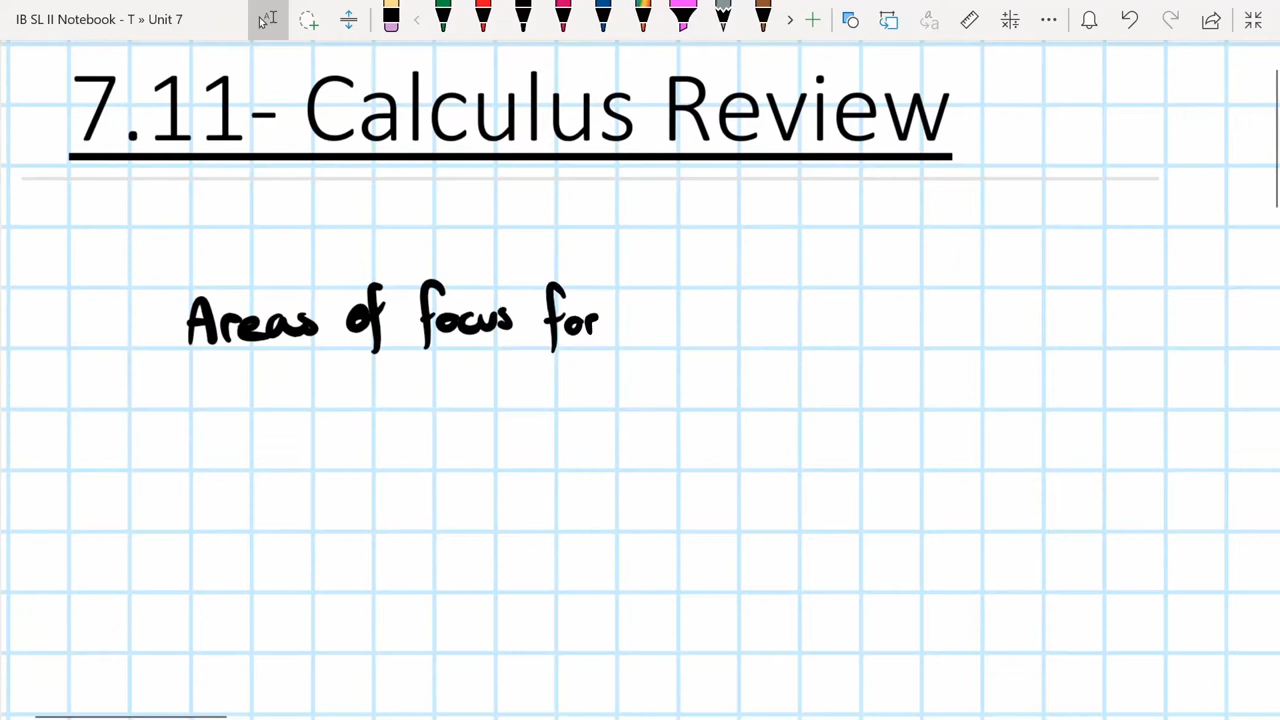 IB SL II Notebook - T » Unit 7
7.11- Calculus Review
Areas of focus for